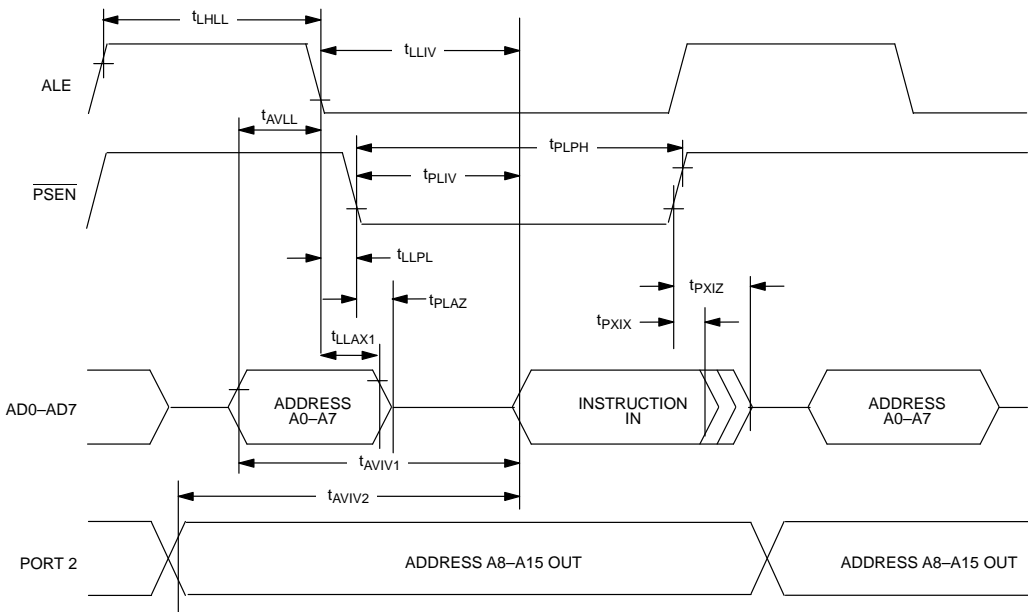 tLHLL
tLLIV
ALE
tAVLL
tPLPH
PSEN
tPLIV
tLLPL
tPXIZ
tPLAZ
tPXIX
tLLAX1
AD0–AD7
ADDRESS
A0–A7
INSTRUCTION
IN
ADDRESS
A0–A7
tAVIV1
tAVIV2
PORT 2
ADDRESS A8–A15 OUT
ADDRESS A8–A15 OUT